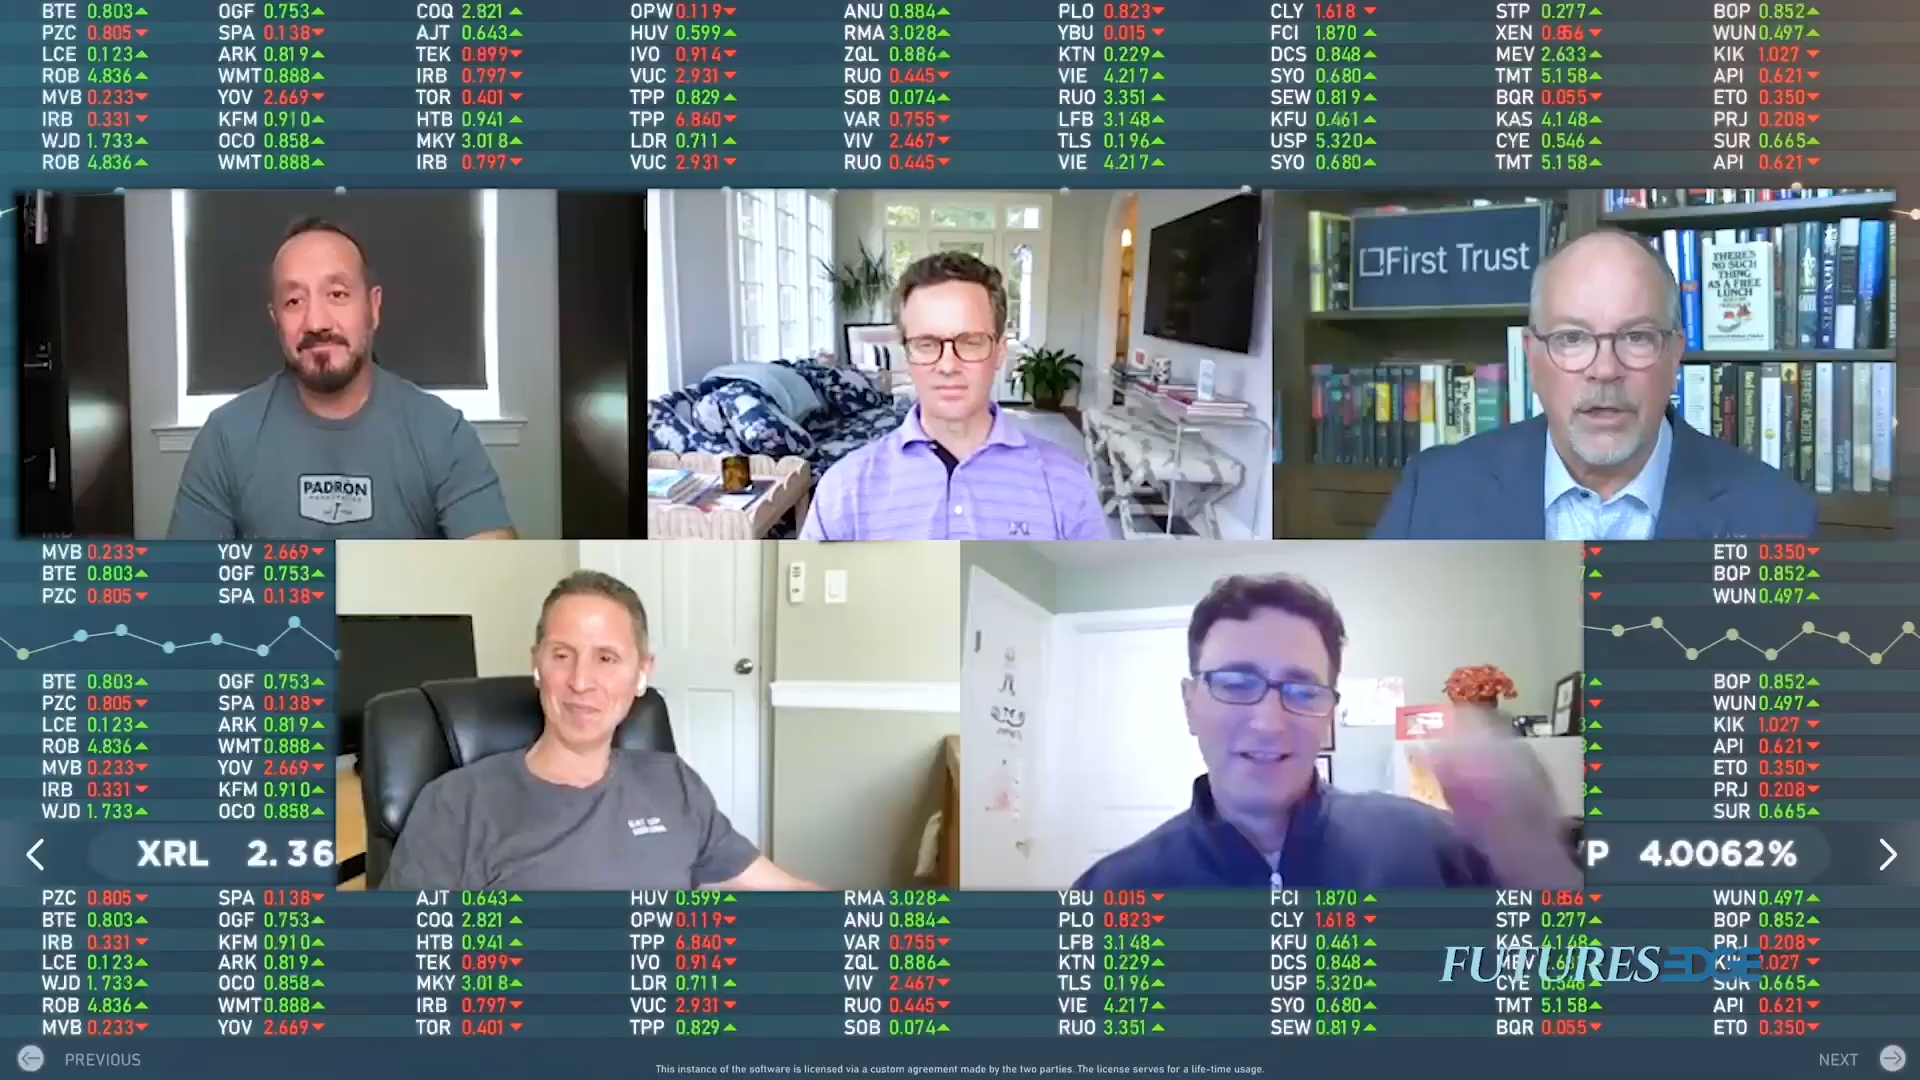 BTE 0.803 OGF 0.753 COQ 2.821 OPW 0.119 ANU 0.884 PLO 0.823 CLY 1.618 STP 0.277 BOP 0.852
PZC 0.805 SPA 0.138 AJT 0.643 HUV 0.599 RMA 3.028 YBU 0.015 FCI 1.870 XEN 0.856 WUN 0.497
LCE 0.123 ARK 0.819 TEK 0.899 IVO 0.914 ZQL 0.886 KTN 0.229 DCS 0.848 MEV 2.633 KIK 1.027
ROB 4.836 WMT 0.888 IRB 0.797 VUC 2.931 RUO 0.445 VIE 4.217 SYO 0.680 TMT 5.158 API 0.621
MVB 0.233 YOV 2.669 TOR 0.401 TPP 0.829 SOB 0.074 RUO 3.351 SEW 0.819 BQR 0.055 ETO 0.350
IRB 0.331 KFM 0.910 HTB 0.941 TPP 6.840 VAR 0.755 LFB 3.148 KFU 0.461 KAS 4.148 PRJ 0.208
WJD 1.733 OCO 0.858 MKY 3.018 LDR 0.711 VIV 2.467 TLS 0.196 USP 5.320 CYE 0.546 SUR 0.665
ROB 4.836 WMT 0.888 IRB 0.797 VUC 2.931 RUO 0.445 VIE 4.217 SYO 0.680 TMT 5.158 API 0.621
First Trust
THERE'S
NO SUCH
THING
AS A FREE
LUNCH
PADRÓN
MVB 0.233 YOV 2.669 ETO 0.350
BTE 0.803 OGF 0.753 BOP 0.852
PZC 0.805 SPA 0.138 WUN 0.497
BTE 0.803 OGF 0.753 BOP 0.852
PZC 0.805 SPA 0.138 WUN 0.497
LCE 0.123 ARK 0.819 KIK 1.027
ROB 4.836 WMT 0.888 API 0.621
MVB 0.233 YOV 2.669 ETO 0.350
IRB 0.331 KFM 0.910 PRJ 0.208
WJD 1.733 OCO 0.858 SUR 0.665
XRL 2.36 P 4.0062%
PZC 0.805 SPA 0.138 AJT 0.643 HUV 0.599 RMA 3.028 YBU 0.015 FCI 1.870 XEN 0.856 WUN 0.497
BTE 0.803 OGF 0.753 COQ 2.821 OPW 0.119 ANU 0.884 PLO 0.823 CLY 1.618 STP 0.277 BOP 0.852
IRB 0.331 KFM 0.910 HTB 0.941 TPP 6.840 VAR 0.755 LFB 3.148 KFU 0.461 KAS 4.148 PRJ 0.208
FUTURES EDGE
LCE 0.123 ARK 0.819 TEK 0.899 IVO 0.914 ZQL 0.886 KTN 0.229 DCS 0.848
WJD 1.733 OCO 0.858 MKY 3.018 LDR 0.711 VIV 2.467 TLS 0.196 USP 5.320 CYE 0.546 SUR 0.665
ROB 4.836 WMT 0.888 IRB 0.797 VUC 2.931 RUO 0.445 VIE 4.217 SYO 0.680 TMT 5.158 API 0.621
MVB 0.233 YOV 2.669 TOR 0.401 TPP 0.829 SOB 0.074 RUO 3.351 SEW 0.819 BQR 0.055 ETO 0.350
PREVIOUS NEXT
This instance of the software is licensed via a custom agreement made by the two parties. The license serves for a life-time usage.